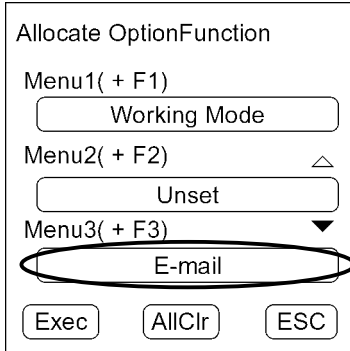 Allocate OptionFunction
Menu1( + F1)
Working Mode
Menu2( + F2)
Unset
Menu3( + F3)
E-mail
Exec AllClr ESC